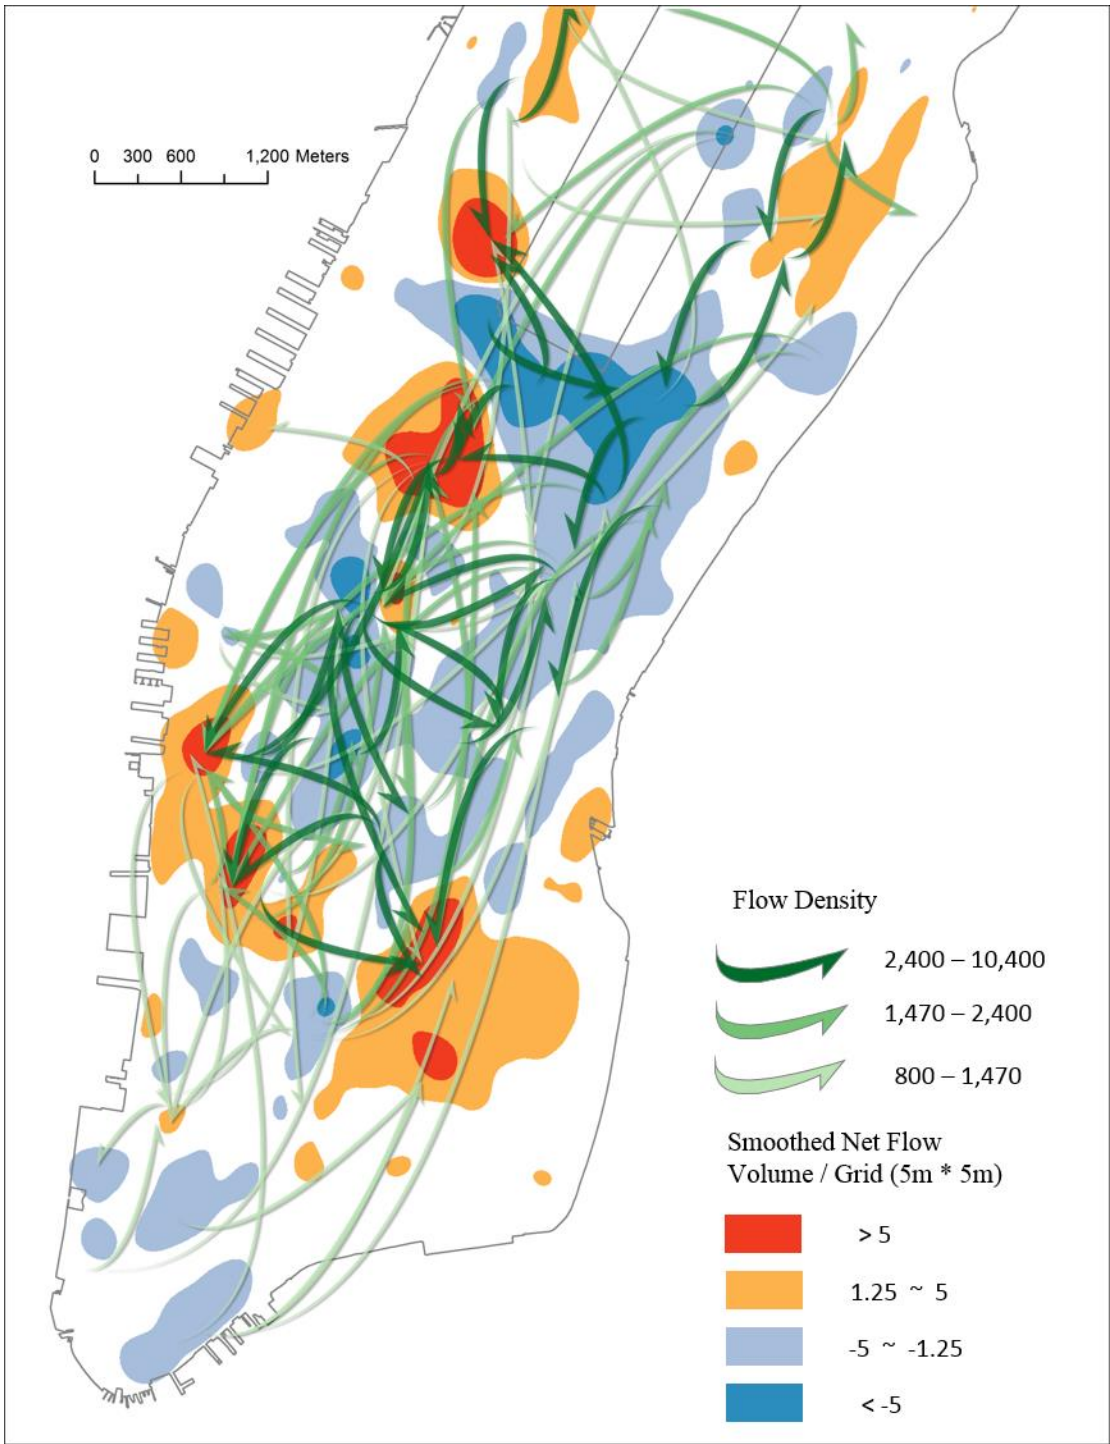 0 300 600 1,200 Meters
Flow Density
2,400 – 10,400
1,470 – 2,400
800 – 1,470
Smoothed Net Flow
Volume / Grid (5m * 5m)
> 5
1.25 ~ 5
-5 ~ -1.25
< -5